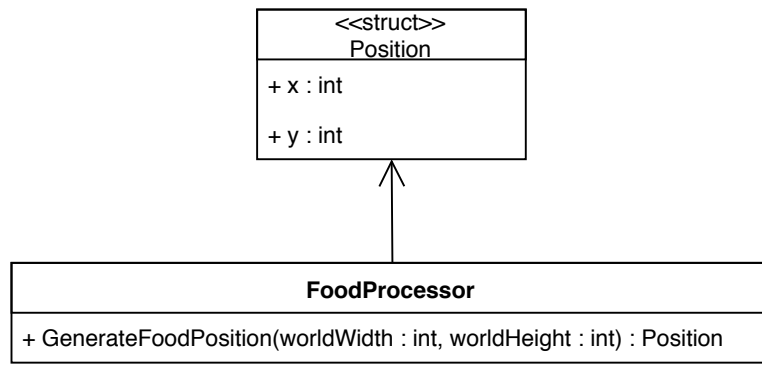 <<struct>>
Position
+ x : int
+ y : int
FoodProcessor
+ GenerateFoodPosition(worldWidth : int, worldHeight : int) : Position